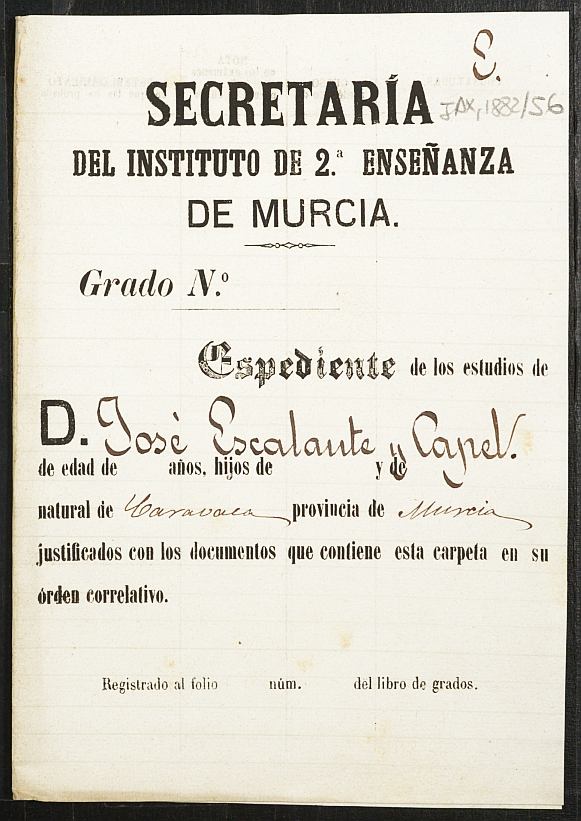 E.
SECRETARÍA
JAX, 1882/56
DEL INSTITUTO DE 2.ª ENSEÑANZA
DE MURCIA.
Grado N.º
Espediente de los estudios de
D. José Escalante y Capel.
de edad de años, hijos de y de
natural de Caravaca provincia de Murcia
justificados con los documentos que contiene esta carpeta en su
órden correlativo.
Registrado al folio núm. del libro de grados.